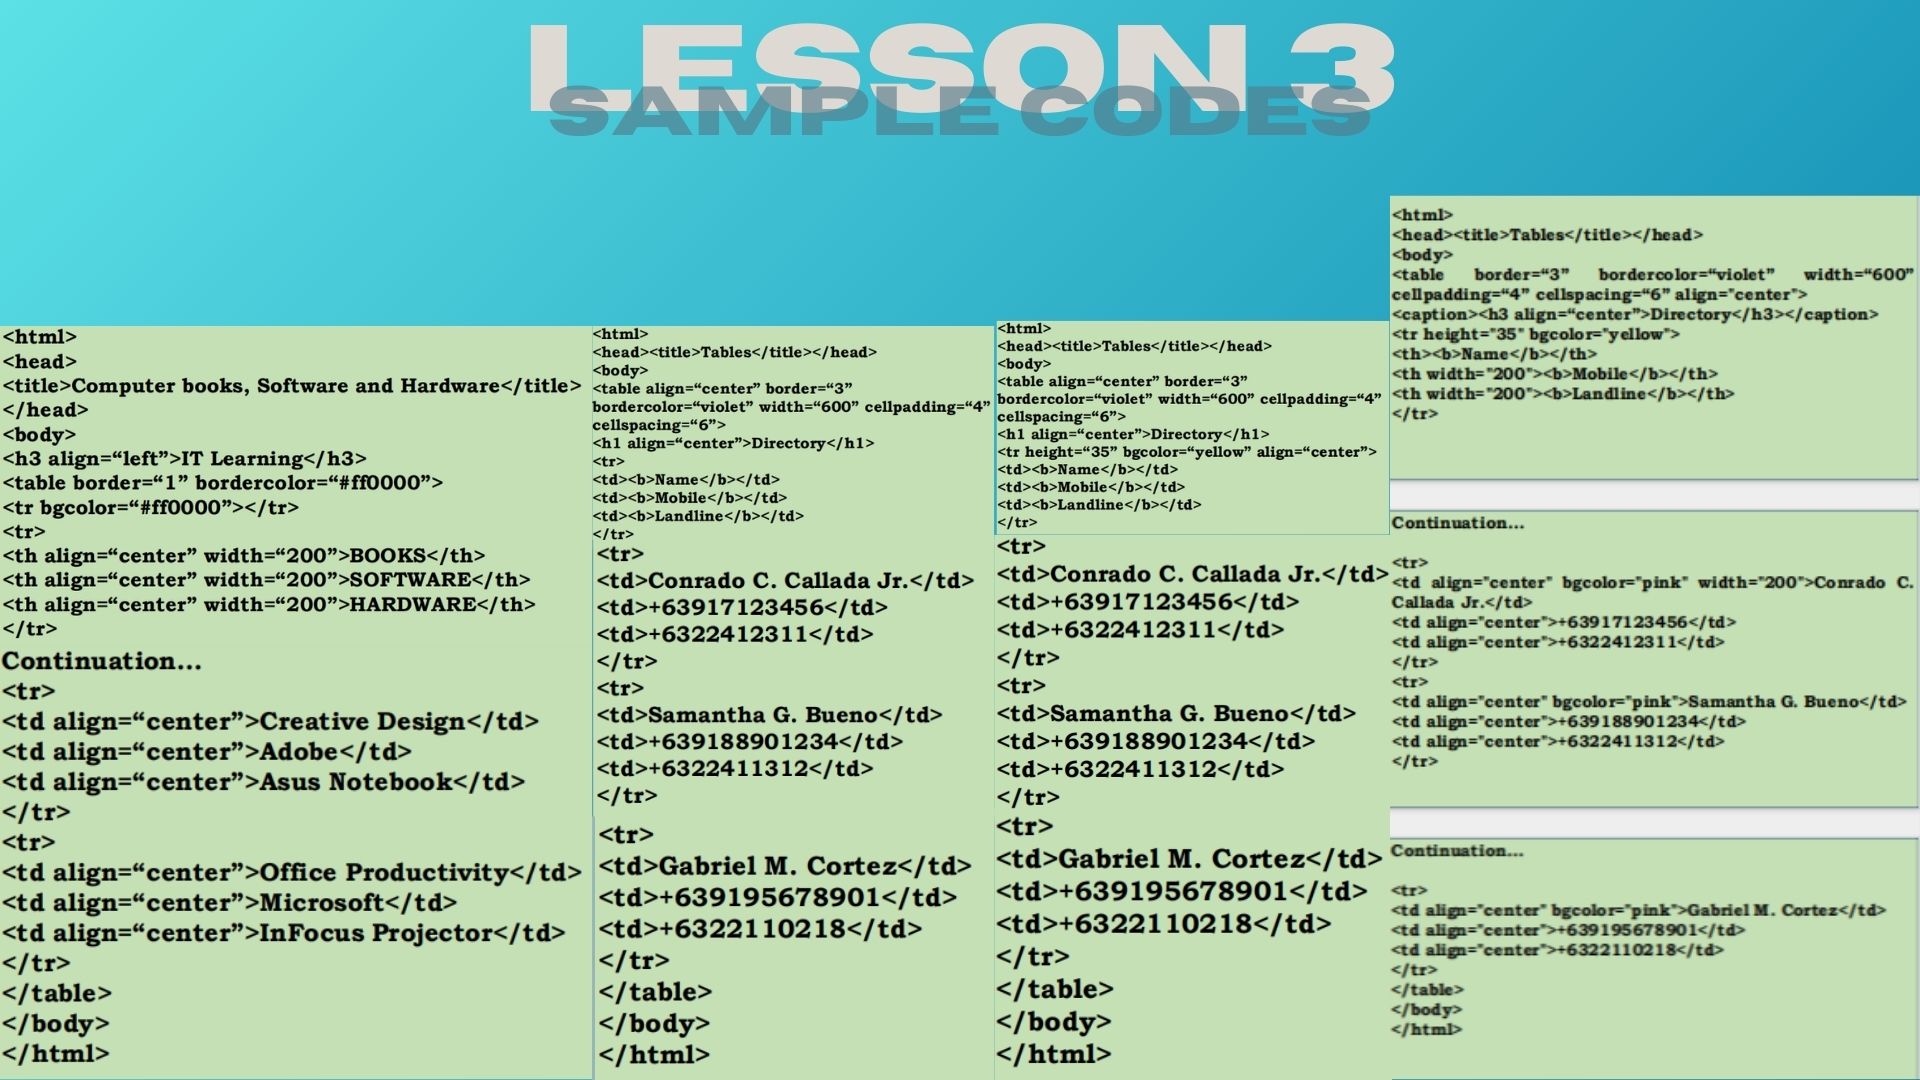 LESSON 3
SAMPLE CODES
<html>
<head>
<title>Computer books, Software and Hardware</title>
</head>
<body>
<h3 align=“left”>IT Learning</h3>
<table border=“1” bordercolor=“#ff0000”>
<tr bgcolor=“#ff0000”></tr>
<tr>
<th align=“center” width=“200”>BOOKS</th>
<th align=“center” width=“200”>SOFTWARE</th>
<th align=“center” width=“200”>HARDWARE</th>
</tr>
Continuation...
<tr>
<td align=“center”>Creative Design</td>
<td align=“center”>Adobe</td>
<td align=“center”>Asus Notebook</td>
</tr>
<tr>
<td align=“center”>Office Productivity</td>
<td align=“center”>Microsoft</td>
<td align=“center”>InFocus Projector</td>
</tr>
</table>
</body>
</html>
<html>
<head><title>Tables</title></head>
<body>
<table align=“center” border=“3”
bordercolor=“violet” width=“600” cellpadding=“4”
cellspacing=“6”>
<h1 align=“center”>Directory</h1>
<tr>
<td><b>Name</b></td>
<td><b>Mobile</b></td>
<td><b>Landline</b></td>
</tr>
<tr>
<td>Conrado C. Callada Jr.</td>
<td>+63917123456</td>
<td>+6322412311</td>
</tr>
<tr>
<td>Samantha G. Bueno</td>
<td>+639188901234</td>
<td>+6322411312</td>
</tr>
<tr>
<td>Gabriel M. Cortez</td>
<td>+639195678901</td>
<td>+6322110218</td>
</tr>
</table>
</body>
</html>
<html>
<head><title>Tables</title></head>
<body>
<table align=“center” border=“3”
bordercolor=“violet” width=“600” cellpadding=“4”
cellspacing=“6”>
<h1 align=“center”>Directory</h1>
<tr height=“35” bgcolor=“yellow” align=“center”>
<td><b>Name</b></td>
<td><b>Mobile</b></td>
<td><b>Landline</b></td>
</tr>
<tr>
<td>Conrado C. Callada Jr.</td>
<td>+63917123456</td>
<td>+6322412311</td>
</tr>
<tr>
<td>Samantha G. Bueno</td>
<td>+639188901234</td>
<td>+6322411312</td>
</tr>
<tr>
<td>Gabriel M. Cortez</td>
<td>+639195678901</td>
<td>+6322110218</td>
</tr>
</table>
</body>
</html>
<html>
<head><title>Tables</title></head>
<body>
<table border=“3” bordercolor=“violet” width=“600”
cellpadding=“4” cellspacing=“6” align="center">
<caption><h3 align=“center”>Directory</h3></caption>
<tr height="35" bgcolor="yellow">
<th><b>Name</b></th>
<th width="200"><b>Mobile</b></th>
<th width="200"><b>Landline</b></th>
</tr>
Continuation...
<tr>
<td align="center" bgcolor="pink" width="200">Conrado C.
Callada Jr.</td>
<td align="center">+63917123456</td>
<td align="center">+6322412311</td>
</tr>
<tr>
<td align="center" bgcolor="pink">Samantha G. Bueno</td>
<td align="center">+639188901234</td>
<td align="center">+6322411312</td>
</tr>
Continuation...
<tr>
<td align="center" bgcolor="pink">Gabriel M. Cortez</td>
<td align="center">+639195678901</td>
<td align="center">+6322110218</td>
</tr>
</table>
</body>
</html>